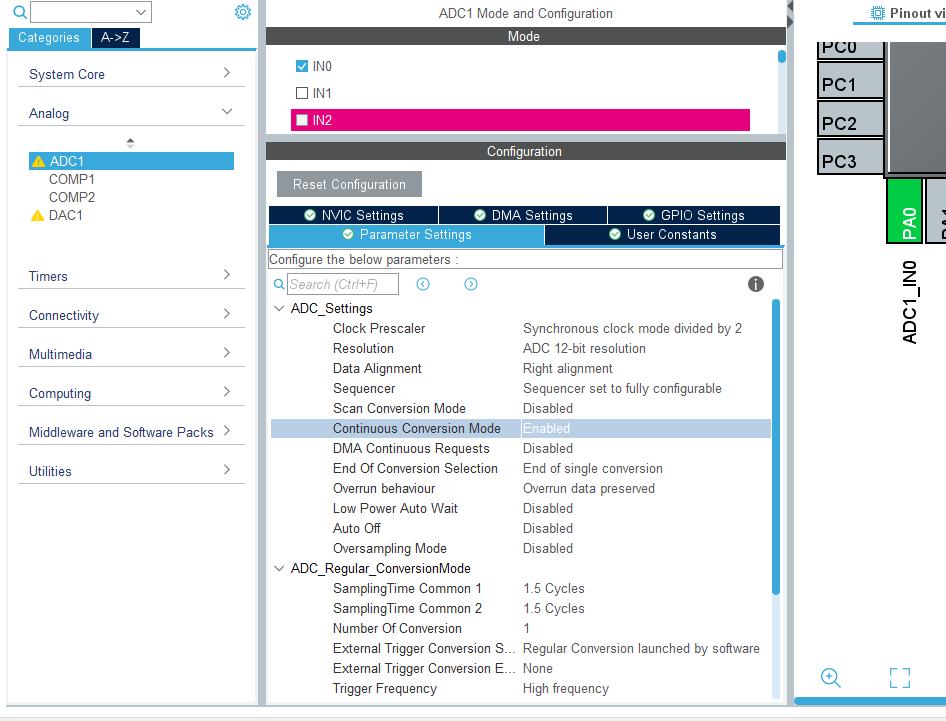 Categories A->Z
System Core
Analog
ADC1
COMP1
COMP2
DAC1
Timers
Connectivity
Multimedia
Computing
Middleware and Software Packs
Utilities
ADC1 Mode and Configuration
Mode
IN0
IN1
IN2
Configuration
Reset Configuration
NVIC Settings DMA Settings GPIO Settings
Parameter Settings User Constants
Configure the below parameters :
Search (Ctrl+F)
ADC_Settings
Clock Prescaler Synchronous clock mode divided by 2
Resolution ADC 12-bit resolution
Data Alignment Right alignment
Sequencer Sequencer set to fully configurable
Scan Conversion Mode Disabled
Continuous Conversion Mode Enabled
DMA Continuous Requests Disabled
End Of Conversion Selection End of single conversion
Overrun behaviour Overrun data preserved
Low Power Auto Wait Disabled
Auto Off Disabled
Oversampling Mode Disabled
ADC_Regular_ConversionMode
SamplingTime Common 1 1.5 Cycles
SamplingTime Common 2 1.5 Cycles
Number Of Conversion 1
External Trigger Conversion S... Regular Conversion launched by software
External Trigger Conversion E... None
Trigger Frequency High frequency
Pinout vi
PC0
PC1
PC2
PC3
PA0
ADC1_IN0